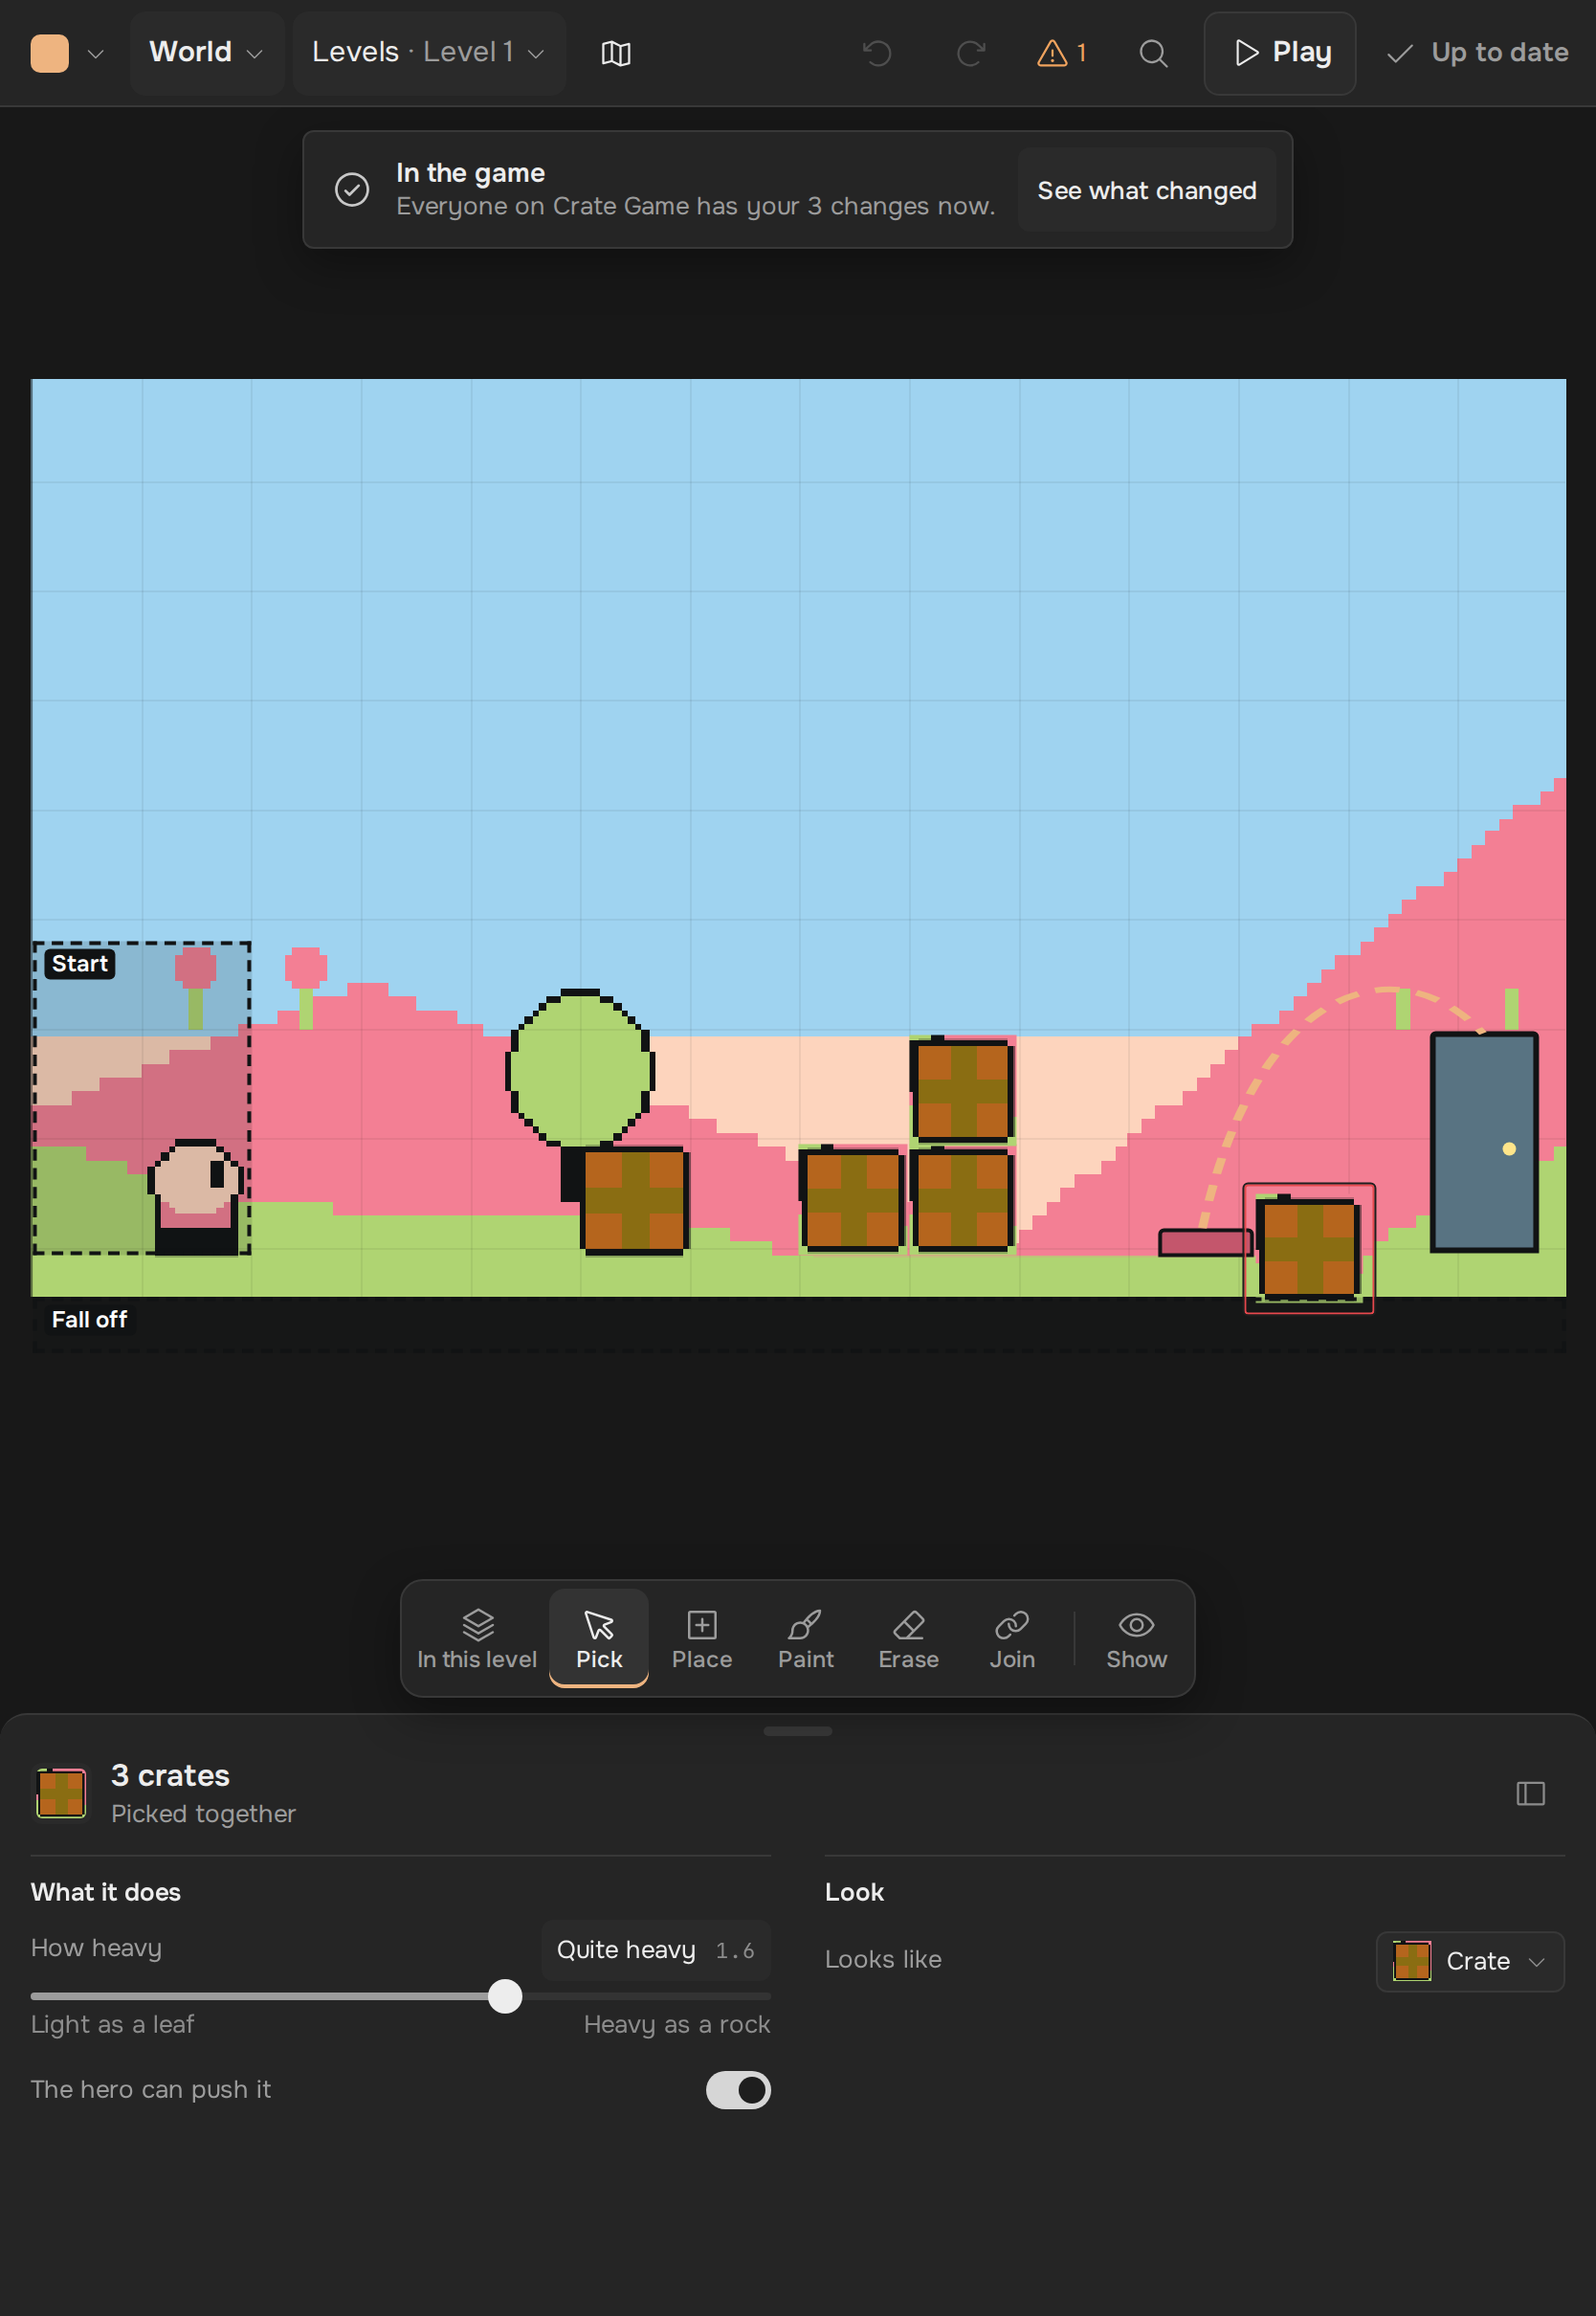 World
Levels · Level 1
1
Play
Up to date
In the game
Everyone on Crate Game has your 3 changes now.
See what changed
Start
Fall off
In this level
Pick
Place
Paint
Erase
Join
Show
3 crates
Picked together
What it does
How heavy
Quite heavy 1.6
Light as a leaf
Heavy as a rock
The hero can push it
Look
Looks like
Crate